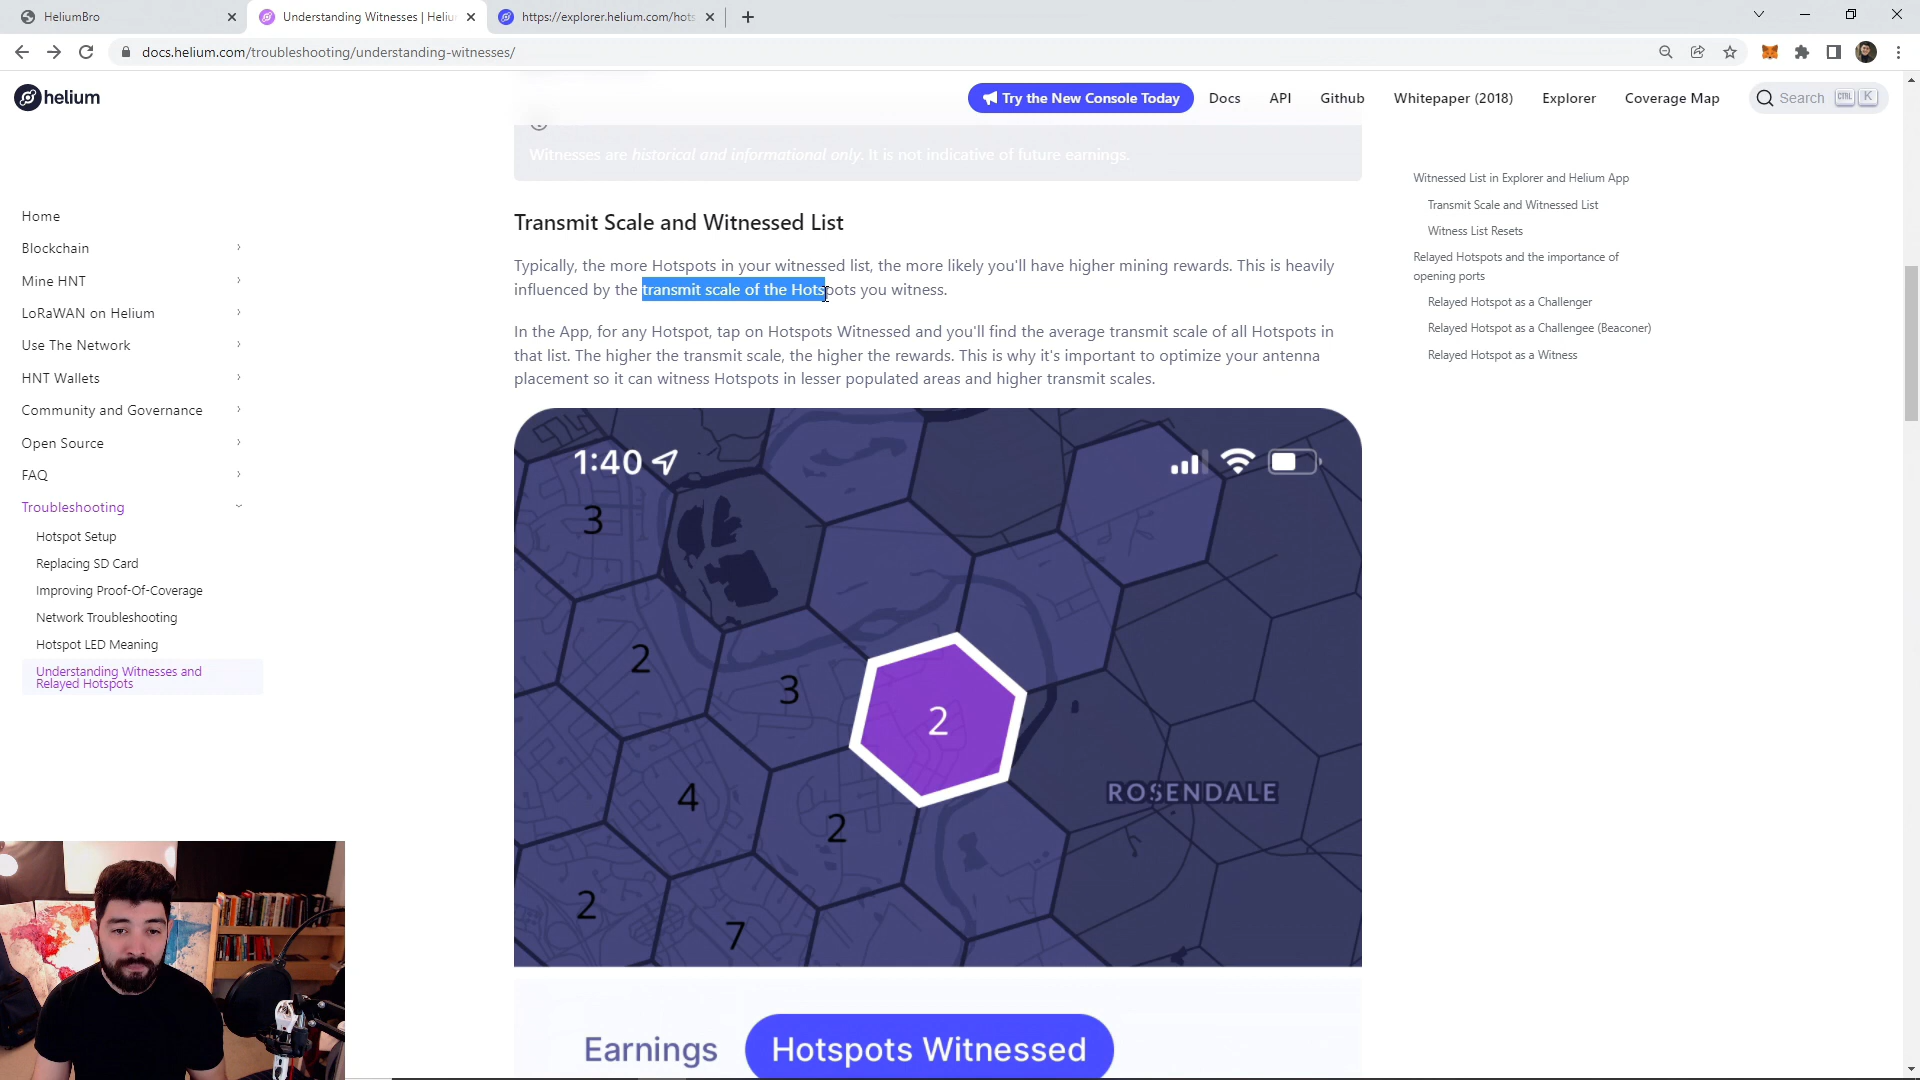 HeliumBro
Understanding Witnesses | Heliu
https://explorer.helium.com/hots
docs.helium.com/troubleshooting/understanding-witnesses/
helium
Try the New Console Today
Docs
API
Github
Whitepaper (2018)
Explorer
Coverage Map
Search
CTRL
K
Witnesses are historical and informational only. It is not indicative of future earnings.
Home
Blockchain
Mine HNT
LoRaWAN on Helium
Use The Network
HNT Wallets
Community and Governance
Open Source
FAQ
Troubleshooting
Hotspot Setup
Replacing SD Card
Improving Proof-Of-Coverage
Network Troubleshooting
Hotspot LED Meaning
Understanding Witnesses and
Relayed Hotspots
Transmit Scale and Witnessed List
Typically, the more Hotspots in your witnessed list, the more likely you'll have higher mining rewards. This is heavily
influenced by the transmit scale of the Hotspots you witness.
In the App, for any Hotspot, tap on Hotspots Witnessed and you'll find the average transmit scale of all Hotspots in
that list. The higher the transmit scale, the higher the rewards. This is why it's important to optimize your antenna
placement so it can witness Hotspots in lesser populated areas and higher transmit scales.
1:40
3
2
3
2
4
ROSENDALE
2
2
7
Earnings
Hotspots Witnessed
Witnessed List in Explorer and Helium App
Transmit Scale and Witnessed List
Witness List Resets
Relayed Hotspots and the importance of
opening ports
Relayed Hotspot as a Challenger
Relayed Hotspot as a Challengee (Beaconer)
Relayed Hotspot as a Witness